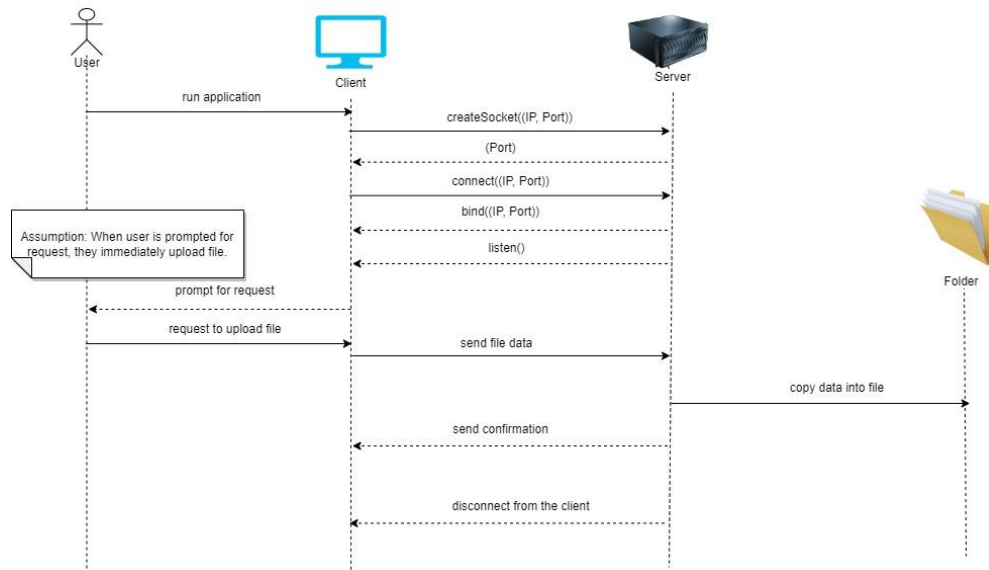 User
Client
Server
run application
createSocket((IP, Port))
(Port)
connect((IP, Port))
bind((IP, Port))
Assumption: When user is prompted for
request, they immediately upload file.
listen()
Folder
prompt for request
request to upload file
send file data
copy data into file
send confirmation
disconnect from the client